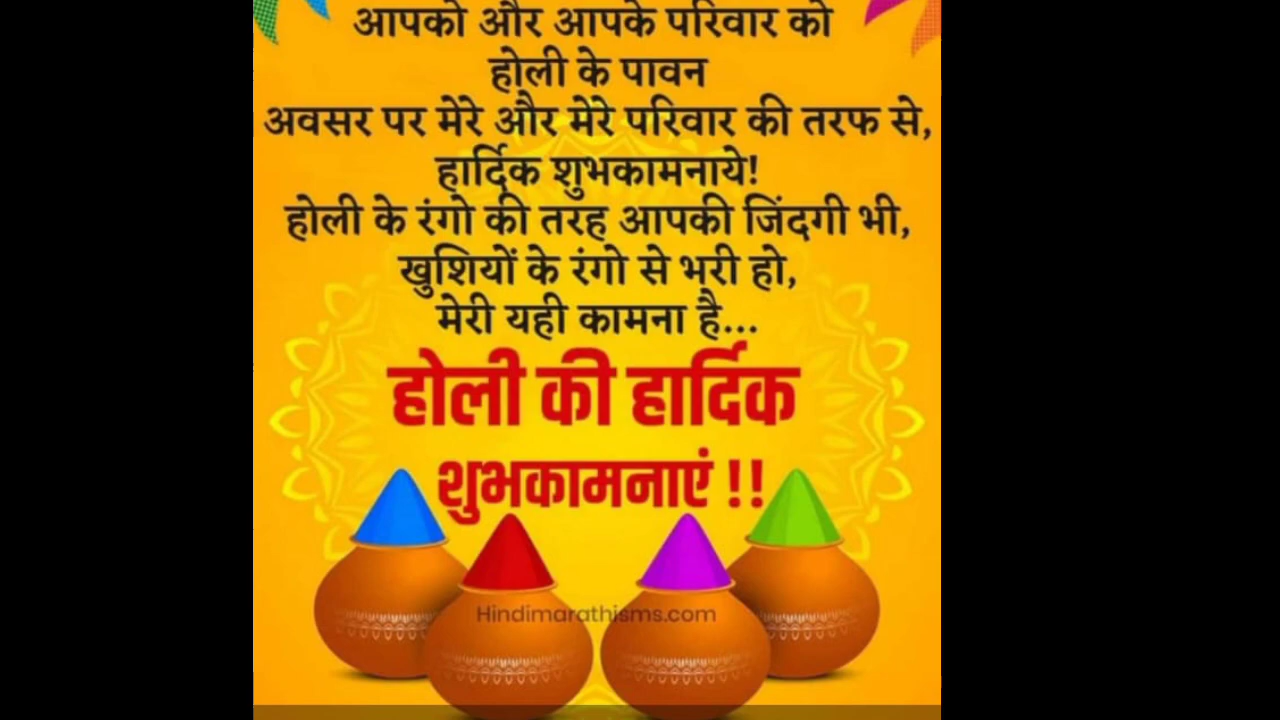 आपको और आपके परिवार को
होली के पावन
अवसर पर मेरे और मेरे परिवार की तरफ से,
हार्दिक शुभकामनाये!
होली के रंगो की तरह आपकी जिंदगी भी,
खुशियों के रंगो से भरी हो,
मेरी यही कामना है...
होली की हार्दिक
शुभकामनाएं !!
Hindimarathisms.com